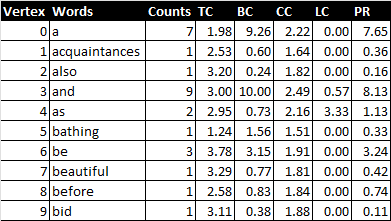 Vertex Words Counts TC BC CC LC PR
0 a 7 1.98 9.26 2.22 0.00 7.65
1 acquaintances 1 2.53 0.60 1.64 0.00 0.36
2 also 1 3.20 0.24 1.82 0.00 0.16
3 and 9 3.00 10.00 2.49 0.57 8.13
4 as 2 2.95 0.73 2.16 3.33 1.13
5 bathing 1 1.24 1.56 1.51 0.00 0.33
6 be 3 3.78 3.15 1.91 0.00 3.24
7 beautiful 1 3.29 0.77 1.81 0.00 0.42
8 before 1 2.58 0.83 1.84 0.00 0.74
9 bid 1 3.11 0.38 1.88 0.00 0.11